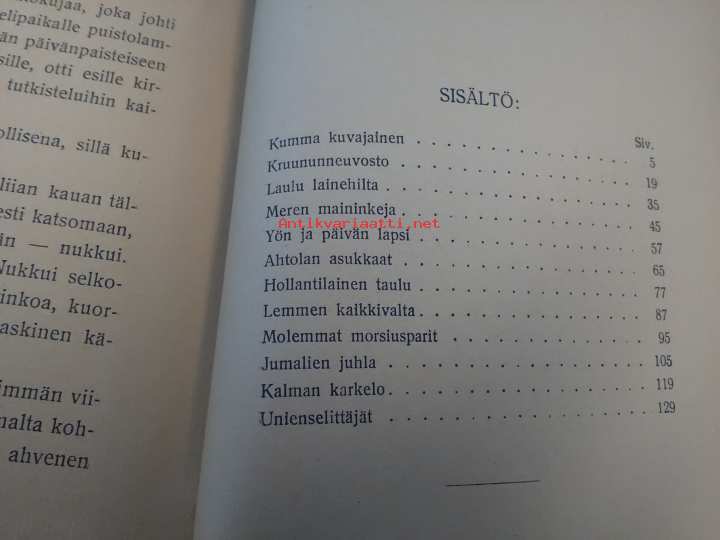 okujaa, joka johti
elipaikalle puistolam-
än päivänpaisteiseen
sille, otti esille kir-
tutkisteluihin kai-
ollisena, sillä ku-
liian kauan täl-
esti katsomaan,
in — nukkui.
Nukkui selko-
inkoa, kuor-
askinen kä-
immän vii-
malta koh-
ahvenen
SISÄLTÖ:
Siv.
Kumma kuvajainen . . . . . . . . . . . 5
Kruununneuvosto . . . . . . . . . . . . 19
Laulu lainehilta . . . . . . . . . . . . 35
Meren maininkeja . . . . . . . . . . . 45
Antikvariaatti.net
Yön ja päivän lapsi . . . . . . . . . . . 57
Ahtolan asukkaat . . . . . . . . . . . . 65
Hollantilainen taulu . . . . . . . . . . . 77
Lemmen kaikkivalta . . . . . . . . . . . 87
Molemmat morsiusparit . . . . . . . . . . 95
Jumalien juhla . . . . . . . . . . . . . 105
Kalman karkelo . . . . . . . . . . . . . 119
Unienselittäjät . . . . . . . . . . . . . 129